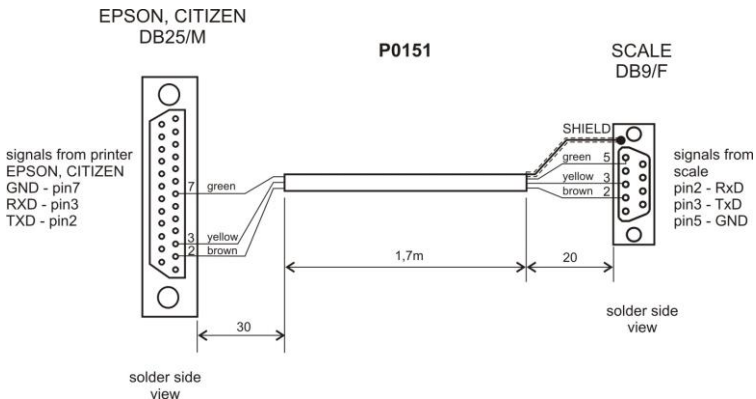 EPSON, CITIZEN
DB25/M
P0151
SCALE
DB9/F
signals from printer
EPSON, CITIZEN
GND - pin7
RXD - pin3
TXD - pin2
7 green
3 yellow
2 brown
SHIELD
green 5
yellow 3
brown 2
signals from
scale
pin2 - RxD
pin3 - TxD
pin5 - GND
1,7m
20
30
solder side
view
solder side
view